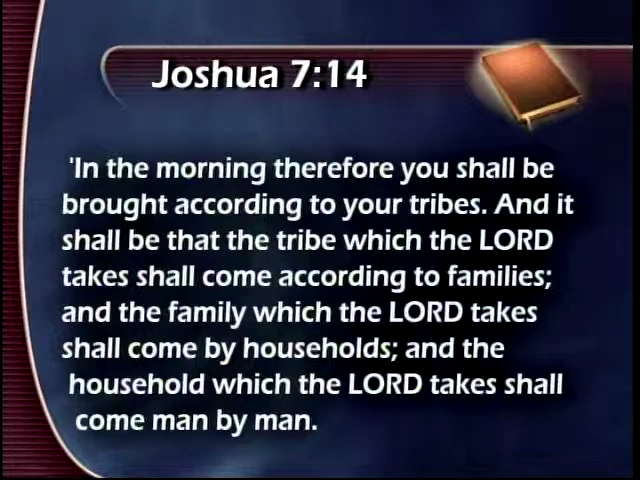 Joshua 7:14
'In the morning therefore you shall be
brought according to your tribes. And it
shall be that the tribe which the LORD
takes shall come according to families;
and the family which the LORD takes
shall come by households; and the
household which the LORD takes shall
come man by man.